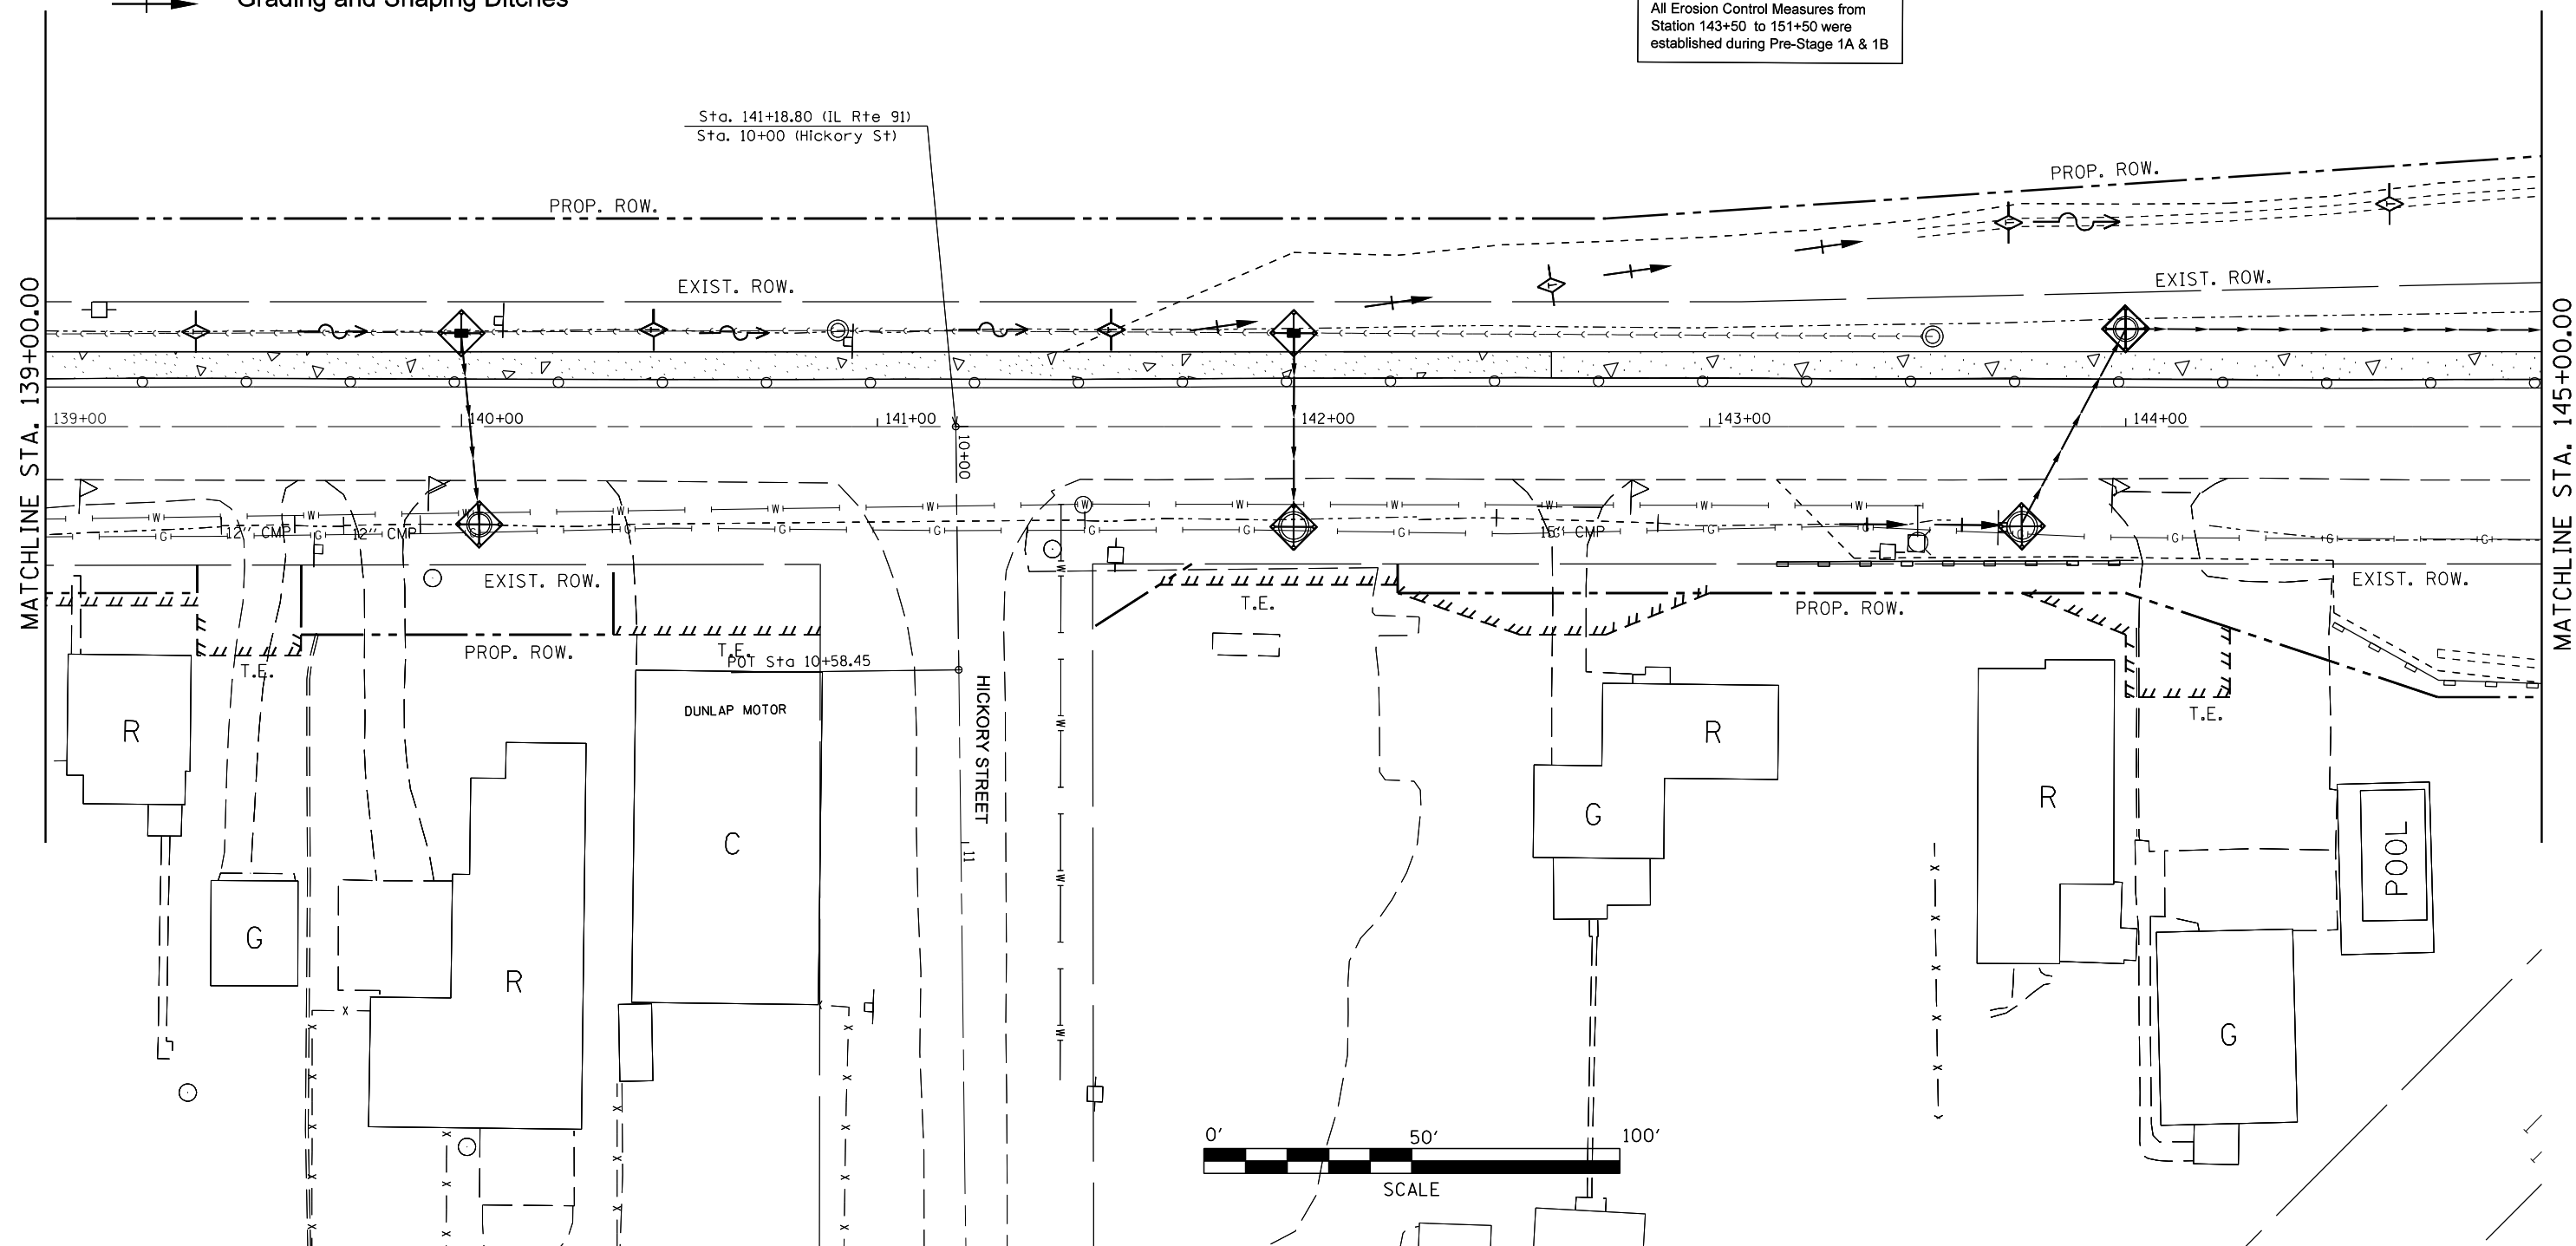 Grading and Shaping Ditches
All Erosion Control Measures from
Station 143+50 to 151+50 were
established during Pre-Stage 1A & 1B
Sta. 141+18.80 (IL Rte 91)
Sta. 10+00 (Hickory St)
PROP. ROW.
PROP. ROW.
EXIST. ROW.
EXIST. ROW.
MATCHLINE STA. 139+00.00
MATCHLINE STA. 145+00.00
139+00
140+00
141+00
142+00
143+00
144+00
10+00
W W W W W W W W W W W
12" CMP
12" CMP
15" CMP
G G G G G G G G G G G G G
EXIST. ROW.
EXIST. ROW.
T.E.
PROP. ROW.
PROP. ROW.
T.E.
T.E.
T.E.
POT Sta 10+58.45
DUNLAP MOTOR
HICKORY STREET
R
R
R
C
G
G
R
POOL
G
11
W W W W
0' 50' 100'
SCALE